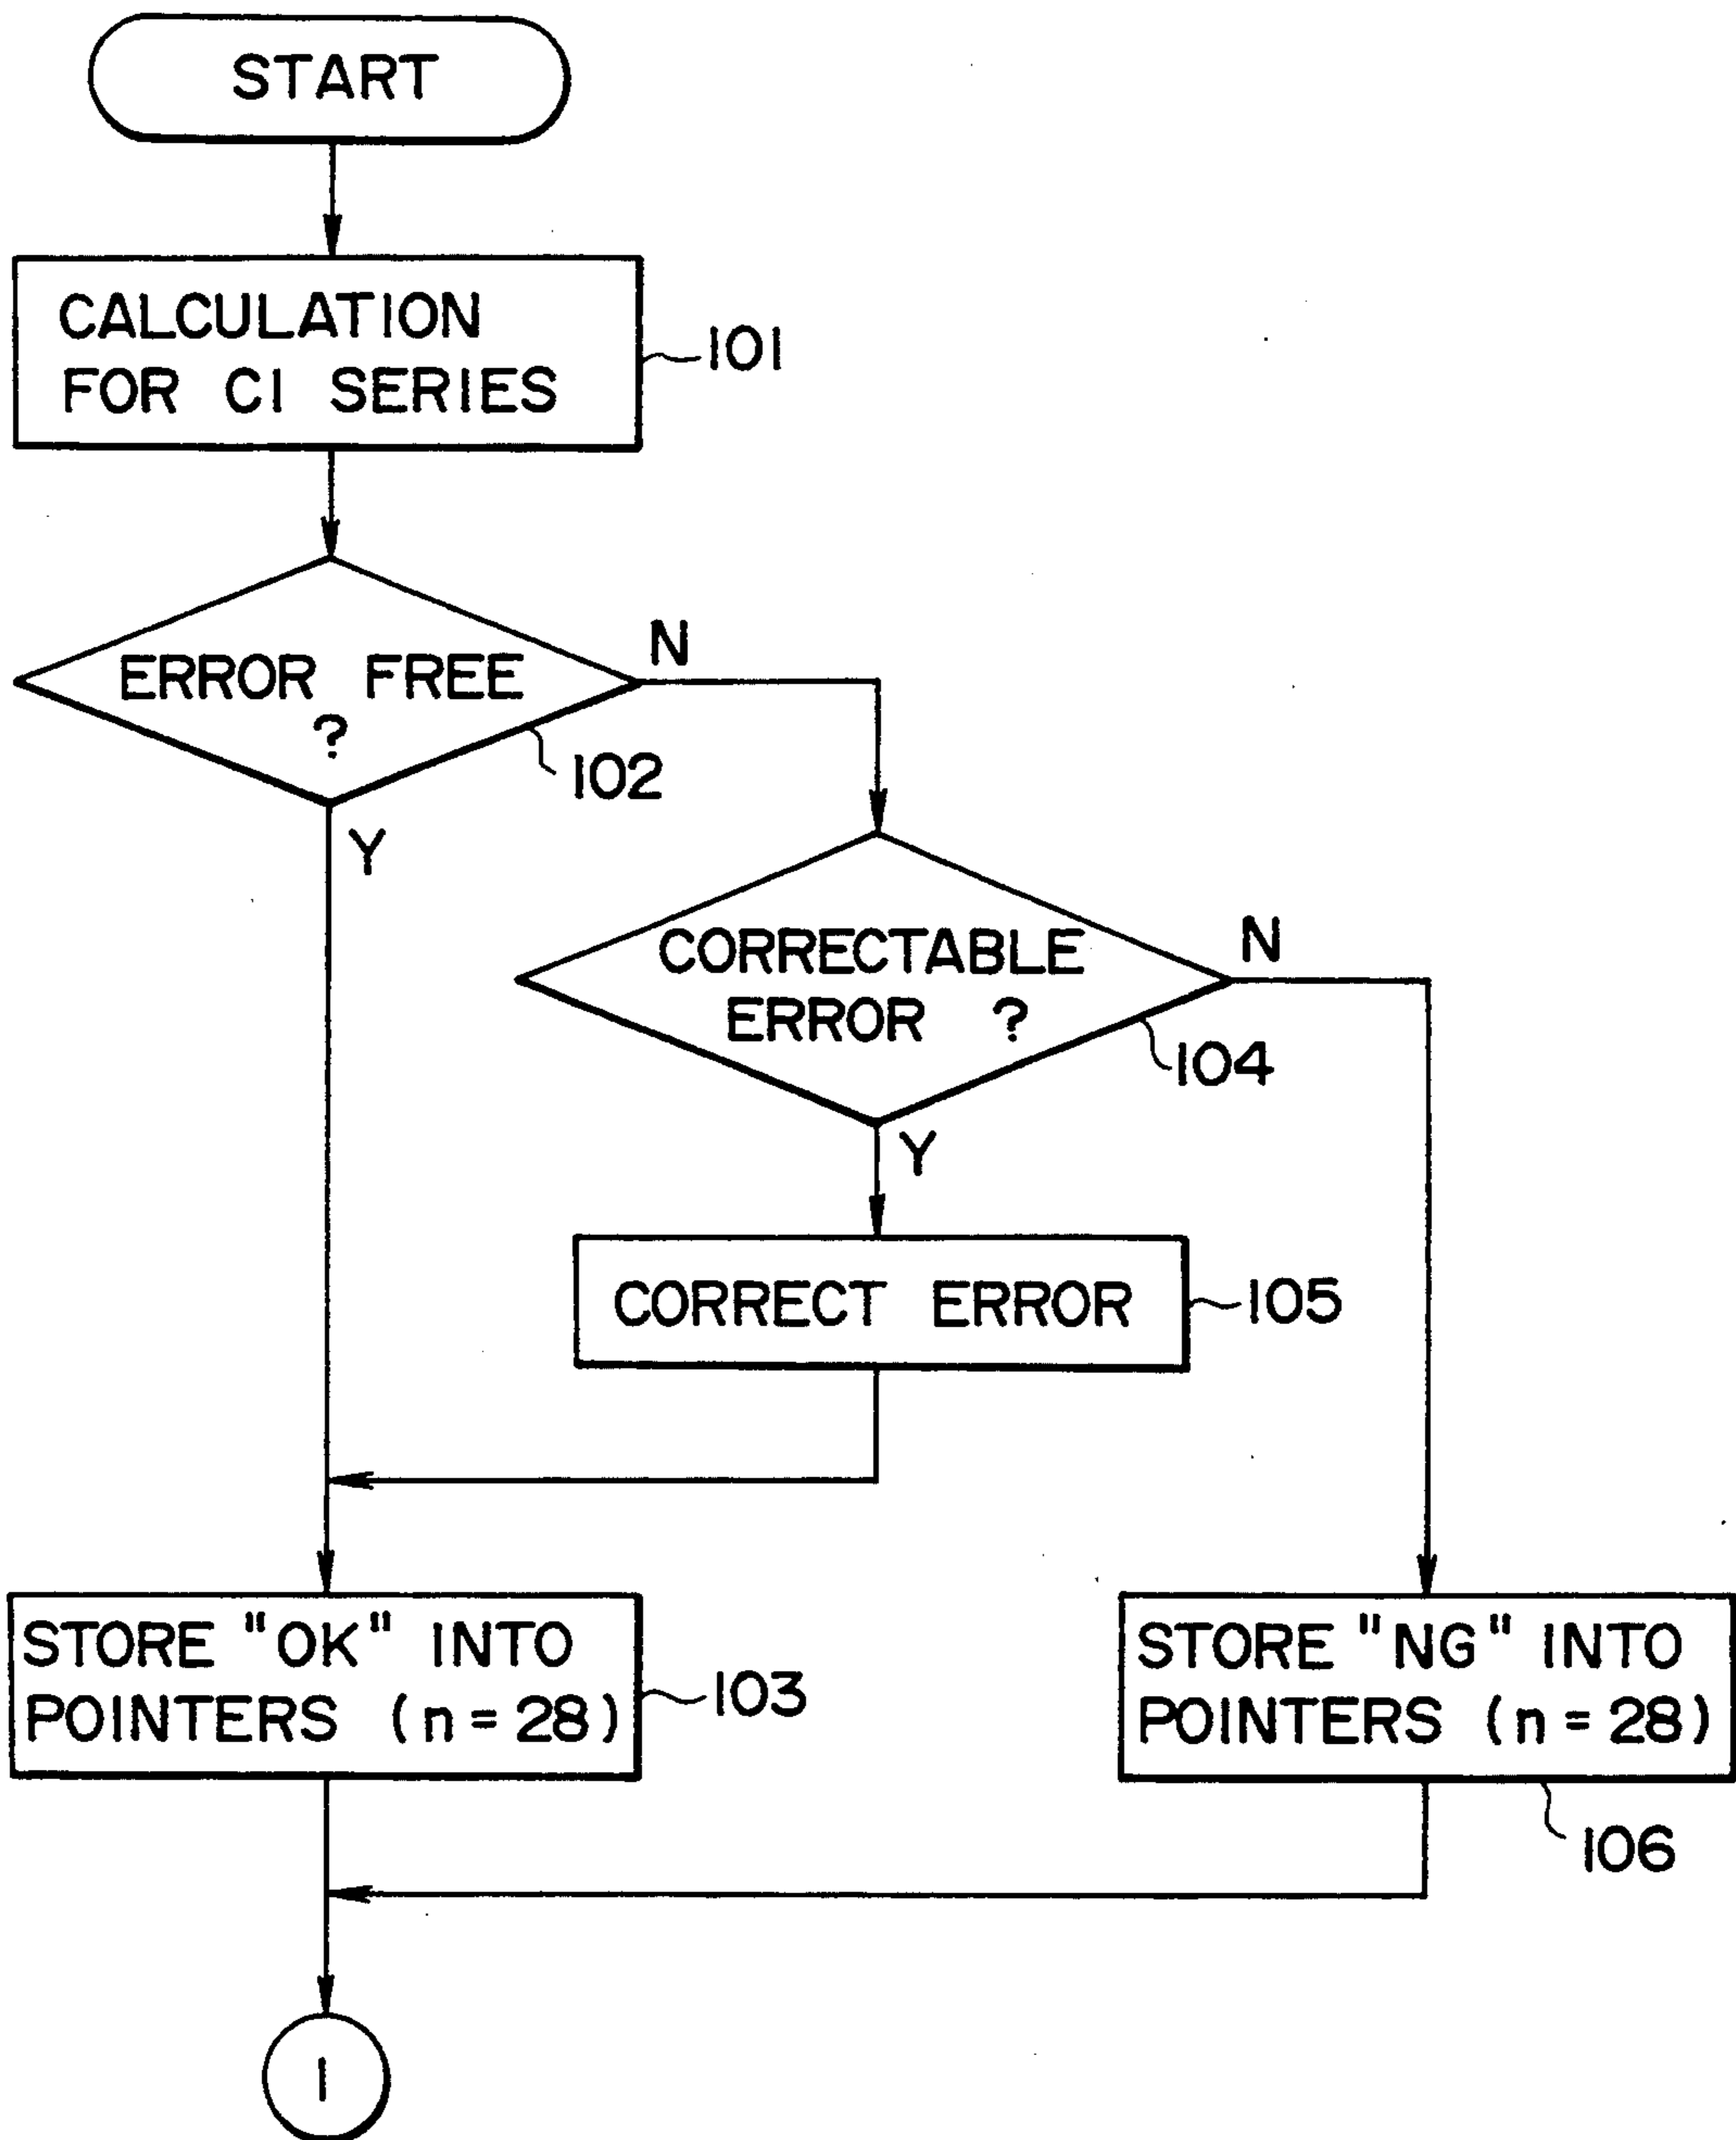 START
CALCULATION
FOR C1 SERIES
101
ERROR FREE
?
N
102
Y
CORRECTABLE
ERROR ?
N
104
Y
CORRECT ERROR
105
STORE "OK" INTO
POINTERS (n=28)
103
STORE "NG" INTO
POINTERS (n=28)
106
1